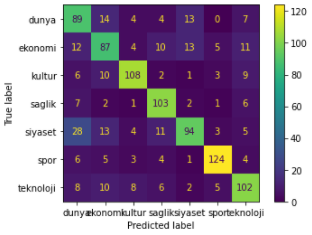 dunya 89 14 4 4 13 0 7
ekonomi 12 87 4 10 13 5 11
kultur 6 10 108 2 1 3 9
saglik 7 2 1 103 2 1 6
siyaset 28 13 4 11 94 3 5
spor 6 5 3 4 1 124 4
teknoloji 8 10 8 6 2 5 102
dunya ekonomi kultur saglik siyaset spor teknoloji
Predicted label
True label
120
100
80
60
40
20
0